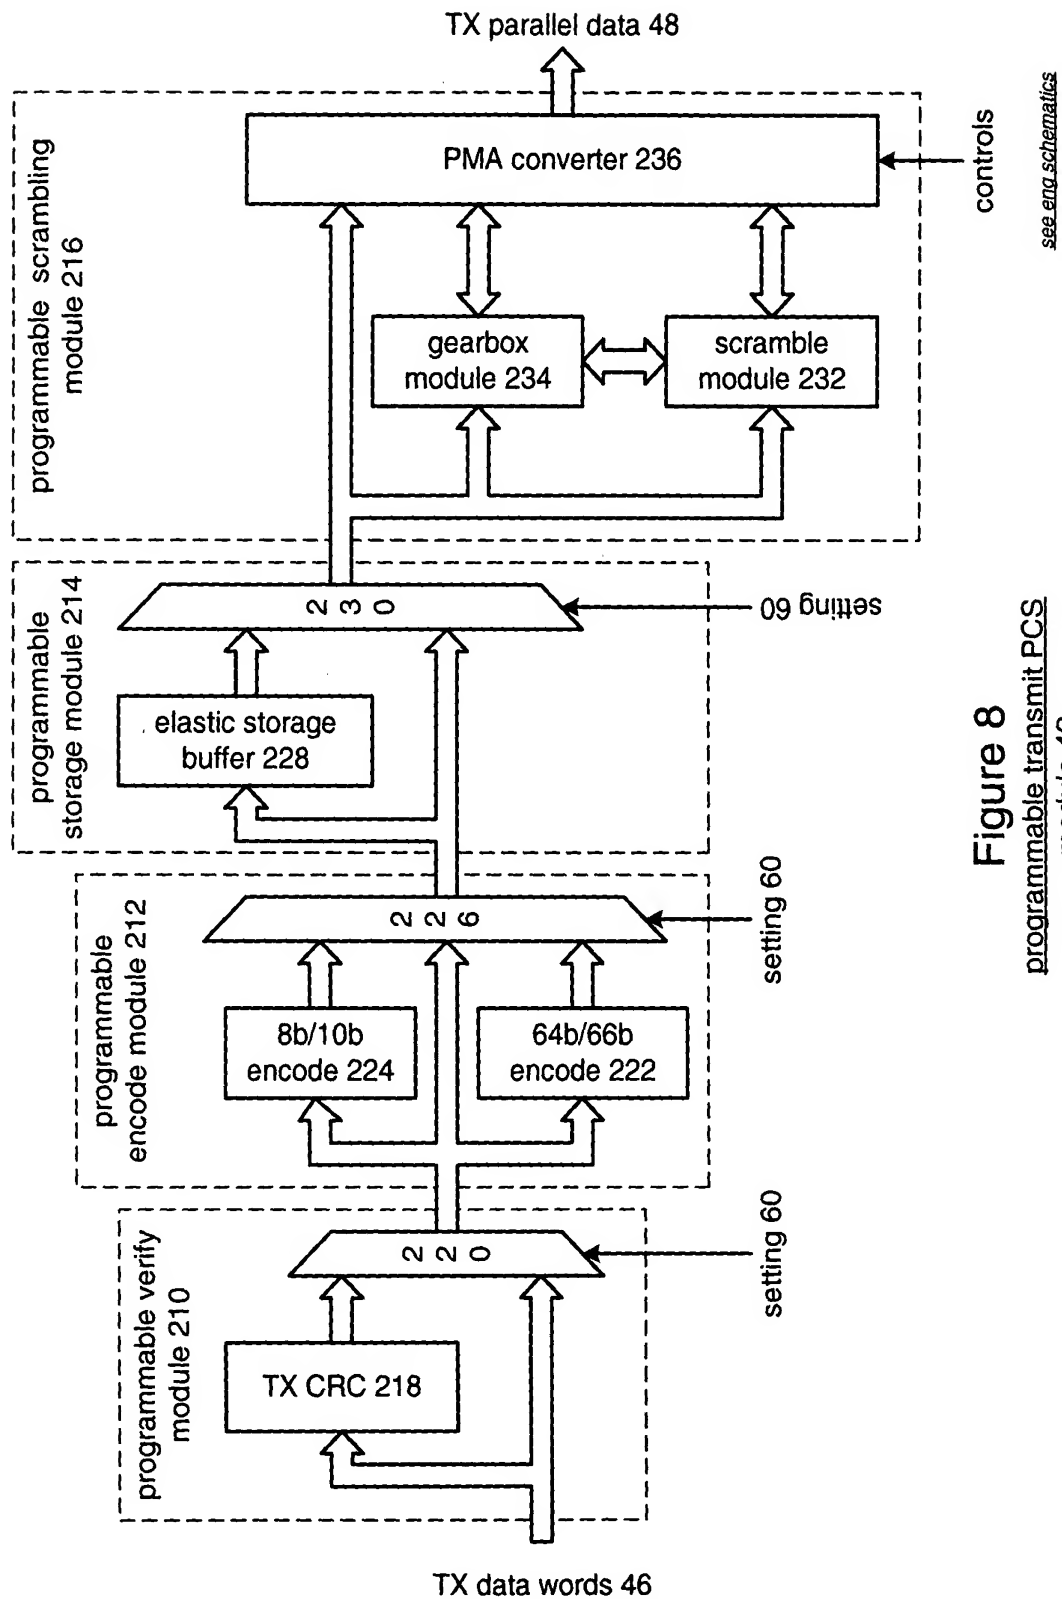 TX parallel data 48
programmable scrambling
module 216
PMA converter 236
controls
see eng schematics
gearbox
module 234
scramble
module 232
programmable
storage module 214
230
setting 60
elastic storage
buffer 228
programmable
encode module 212
226
setting 60
8b/10b
encode 224
64b/66b
encode 222
programmable verify
module 210
220
setting 60
TX CRC 218
TX data words 46
Figure 8
programmable transmit PCS